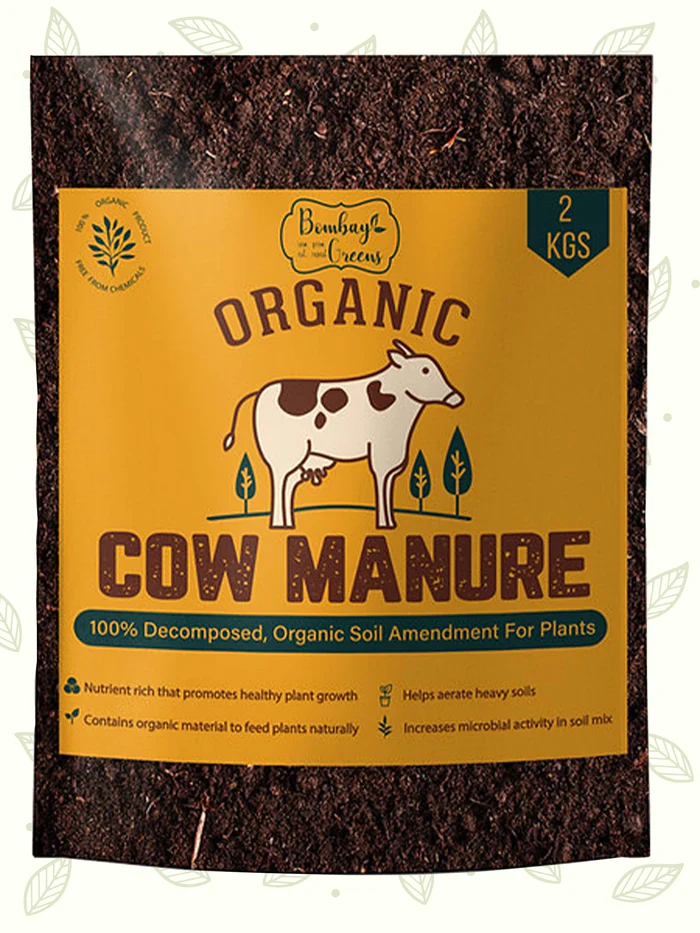 100% ORGANIC PRODUCT
FREE FROM CHEMICALS
Bombay
Greens
2
KGS
ORGANIC
COW MANURE
100% Decomposed, Organic Soil Amendment For Plants
Nutrient rich that promotes healthy plant growth
Helps aerate heavy soils
Contains organic material to feed plants naturally
Increases microbial activity in soil mix